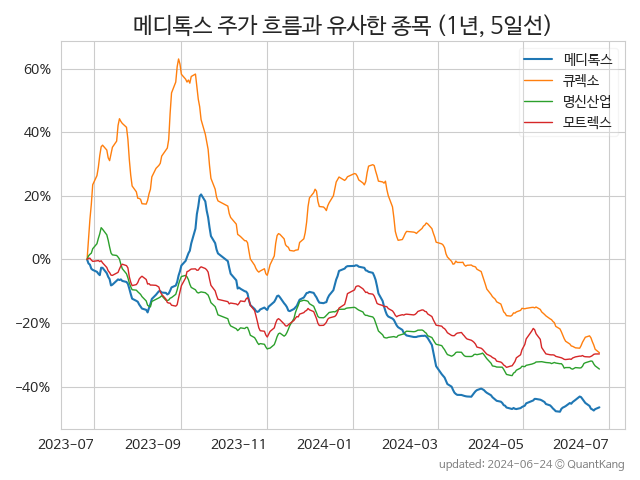 메디톡스 주가 흐름과 유사한 종목 (1년, 5일선)
메디톡스
큐렉소
명신산업
모트렉스
60%
40%
20%
0%
−20%
−40%
2023-07 2023-09 2023-11 2024-01 2024-03 2024-05 2024-07
updated: 2024-06-24 ⓒ QuantKang